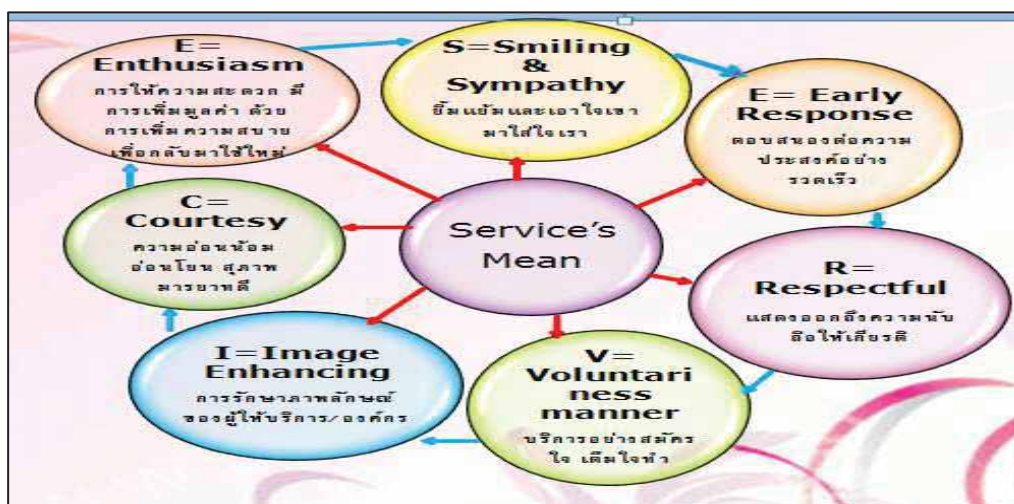 Service's
Mean
S=Smiling
&
Sympathy
ยิ้มแย้มและเอาใจเขา
มาใส่ใจเรา
E= Early
Response
ตอบสนองต่อความ
ประสงค์อย่าง
รวดเร็ว
R=
Respectful
แสดงออกถึงความนับ
ถือให้เกียรติ
V=
Voluntari
ness
manner
บริการอย่างสมัคร
ใจ เต็มใจทำ
I=Image
Enhancing
การรักษาภาพลักษณ์
ของผู้ให้บริการ/องค์กร
C=
Courtesy
ความอ่อนน้อม
อ่อนโยน สุภาพ
มารยาทดี
E=
Enthusiasm
การให้ความสะดวก มี
การเพิ่มมูลค่า ด้วย
การเพิ่มความสบาย
เพื่อกลับมาใช้ใหม่